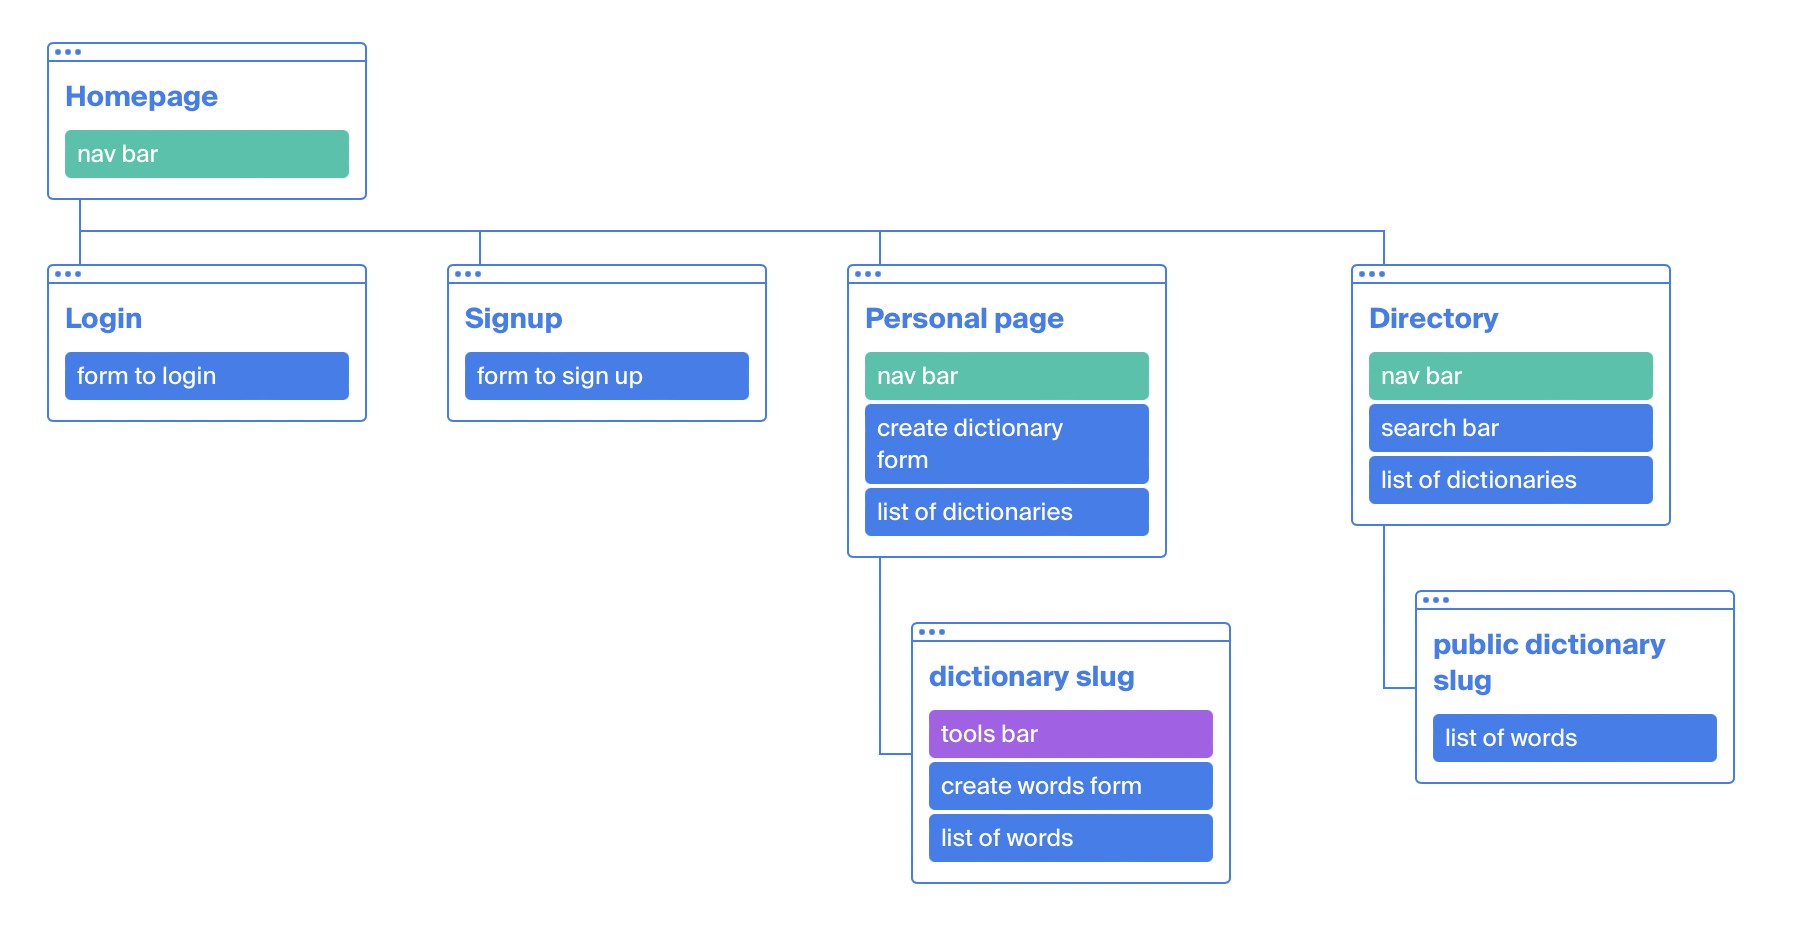 Homepage
nav bar
Login
form to login
Signup
form to sign up
Personal page
nav bar
create dictionary
form
list of dictionaries
Directory
nav bar
search bar
list of dictionaries
dictionary slug
tools bar
create words form
list of words
public dictionary
slug
list of words